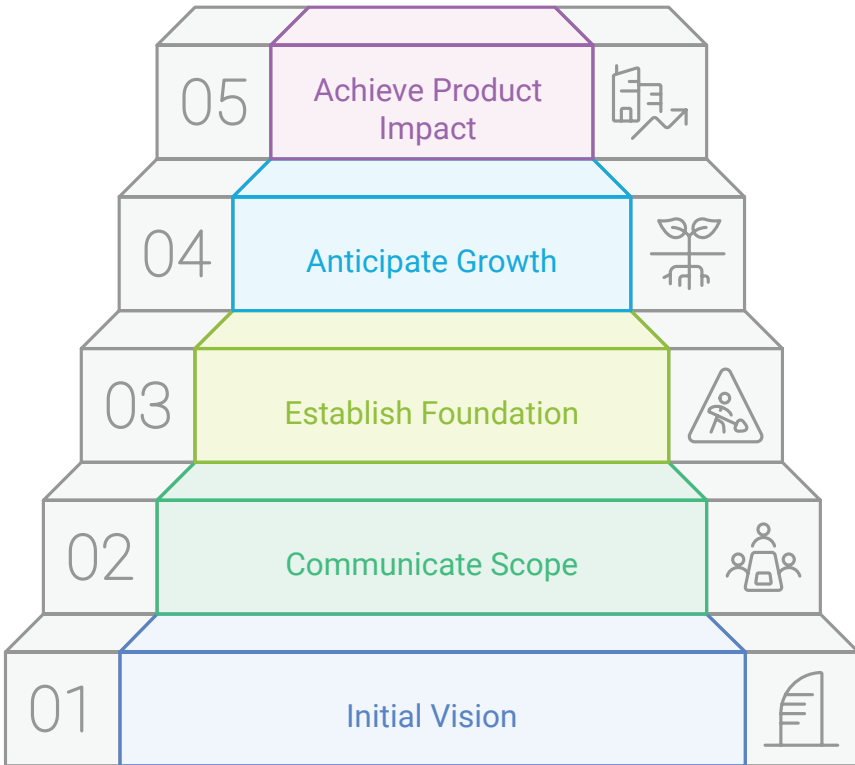 05
Achieve Product
Impact
04
Anticipate Growth
03
Establish Foundation
02
Communicate Scope
01
Initial Vision